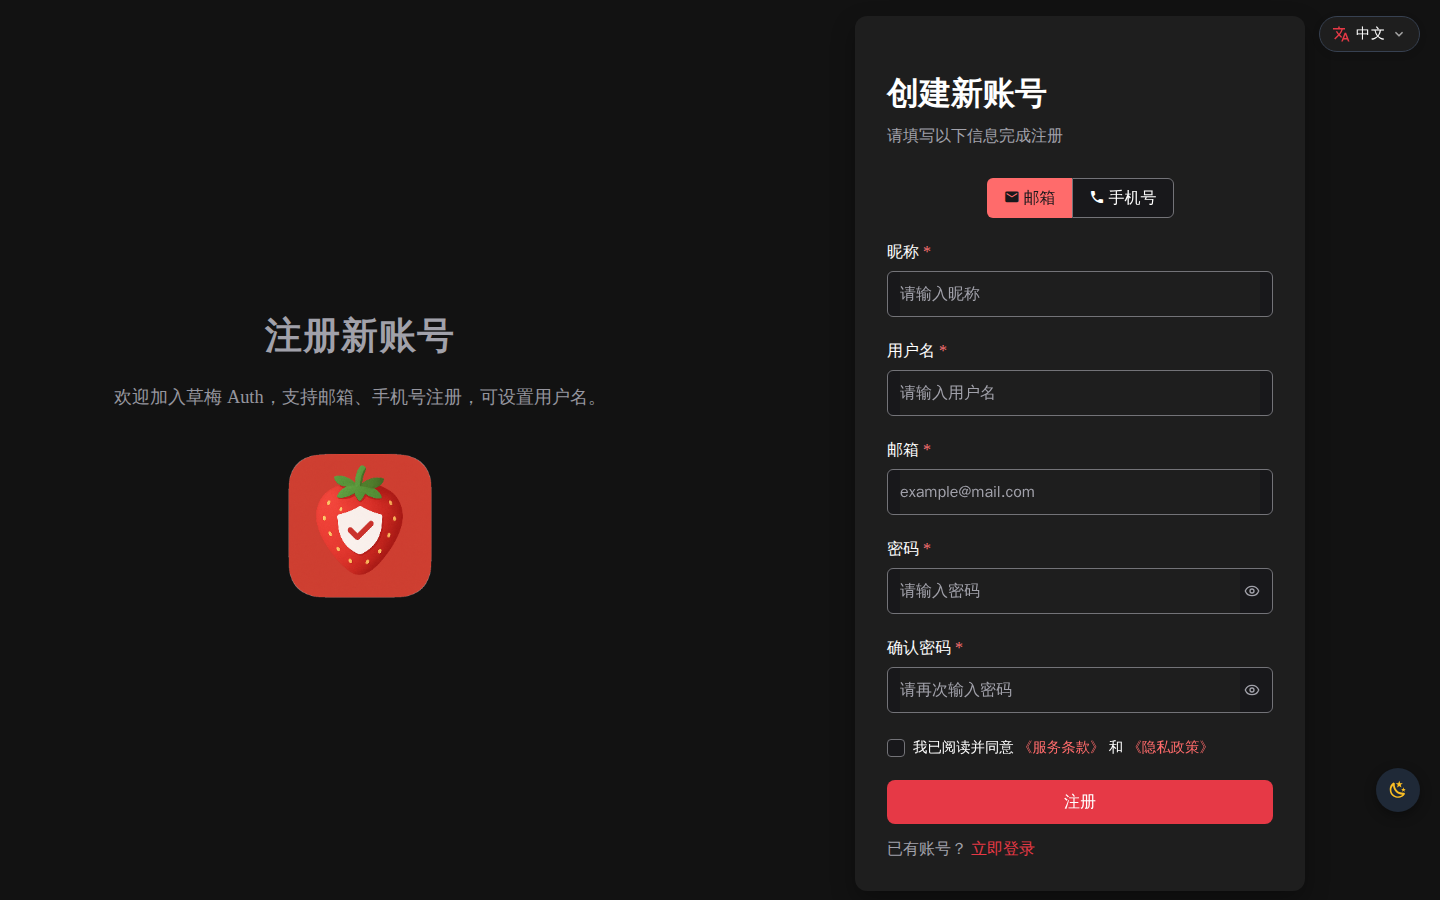 中文
注册新账号
欢迎加入草梅 Auth，支持邮箱、手机号注册，可设置用户名。
创建新账号
请填写以下信息完成注册
邮箱
手机号
昵称 *
请输入昵称
用户名 *
请输入用户名
邮箱 *
example@mail.com
密码 *
请输入密码
确认密码 *
请再次输入密码
我已阅读并同意 《服务条款》 和 《隐私政策》
注册
已有账号？ 立即登录